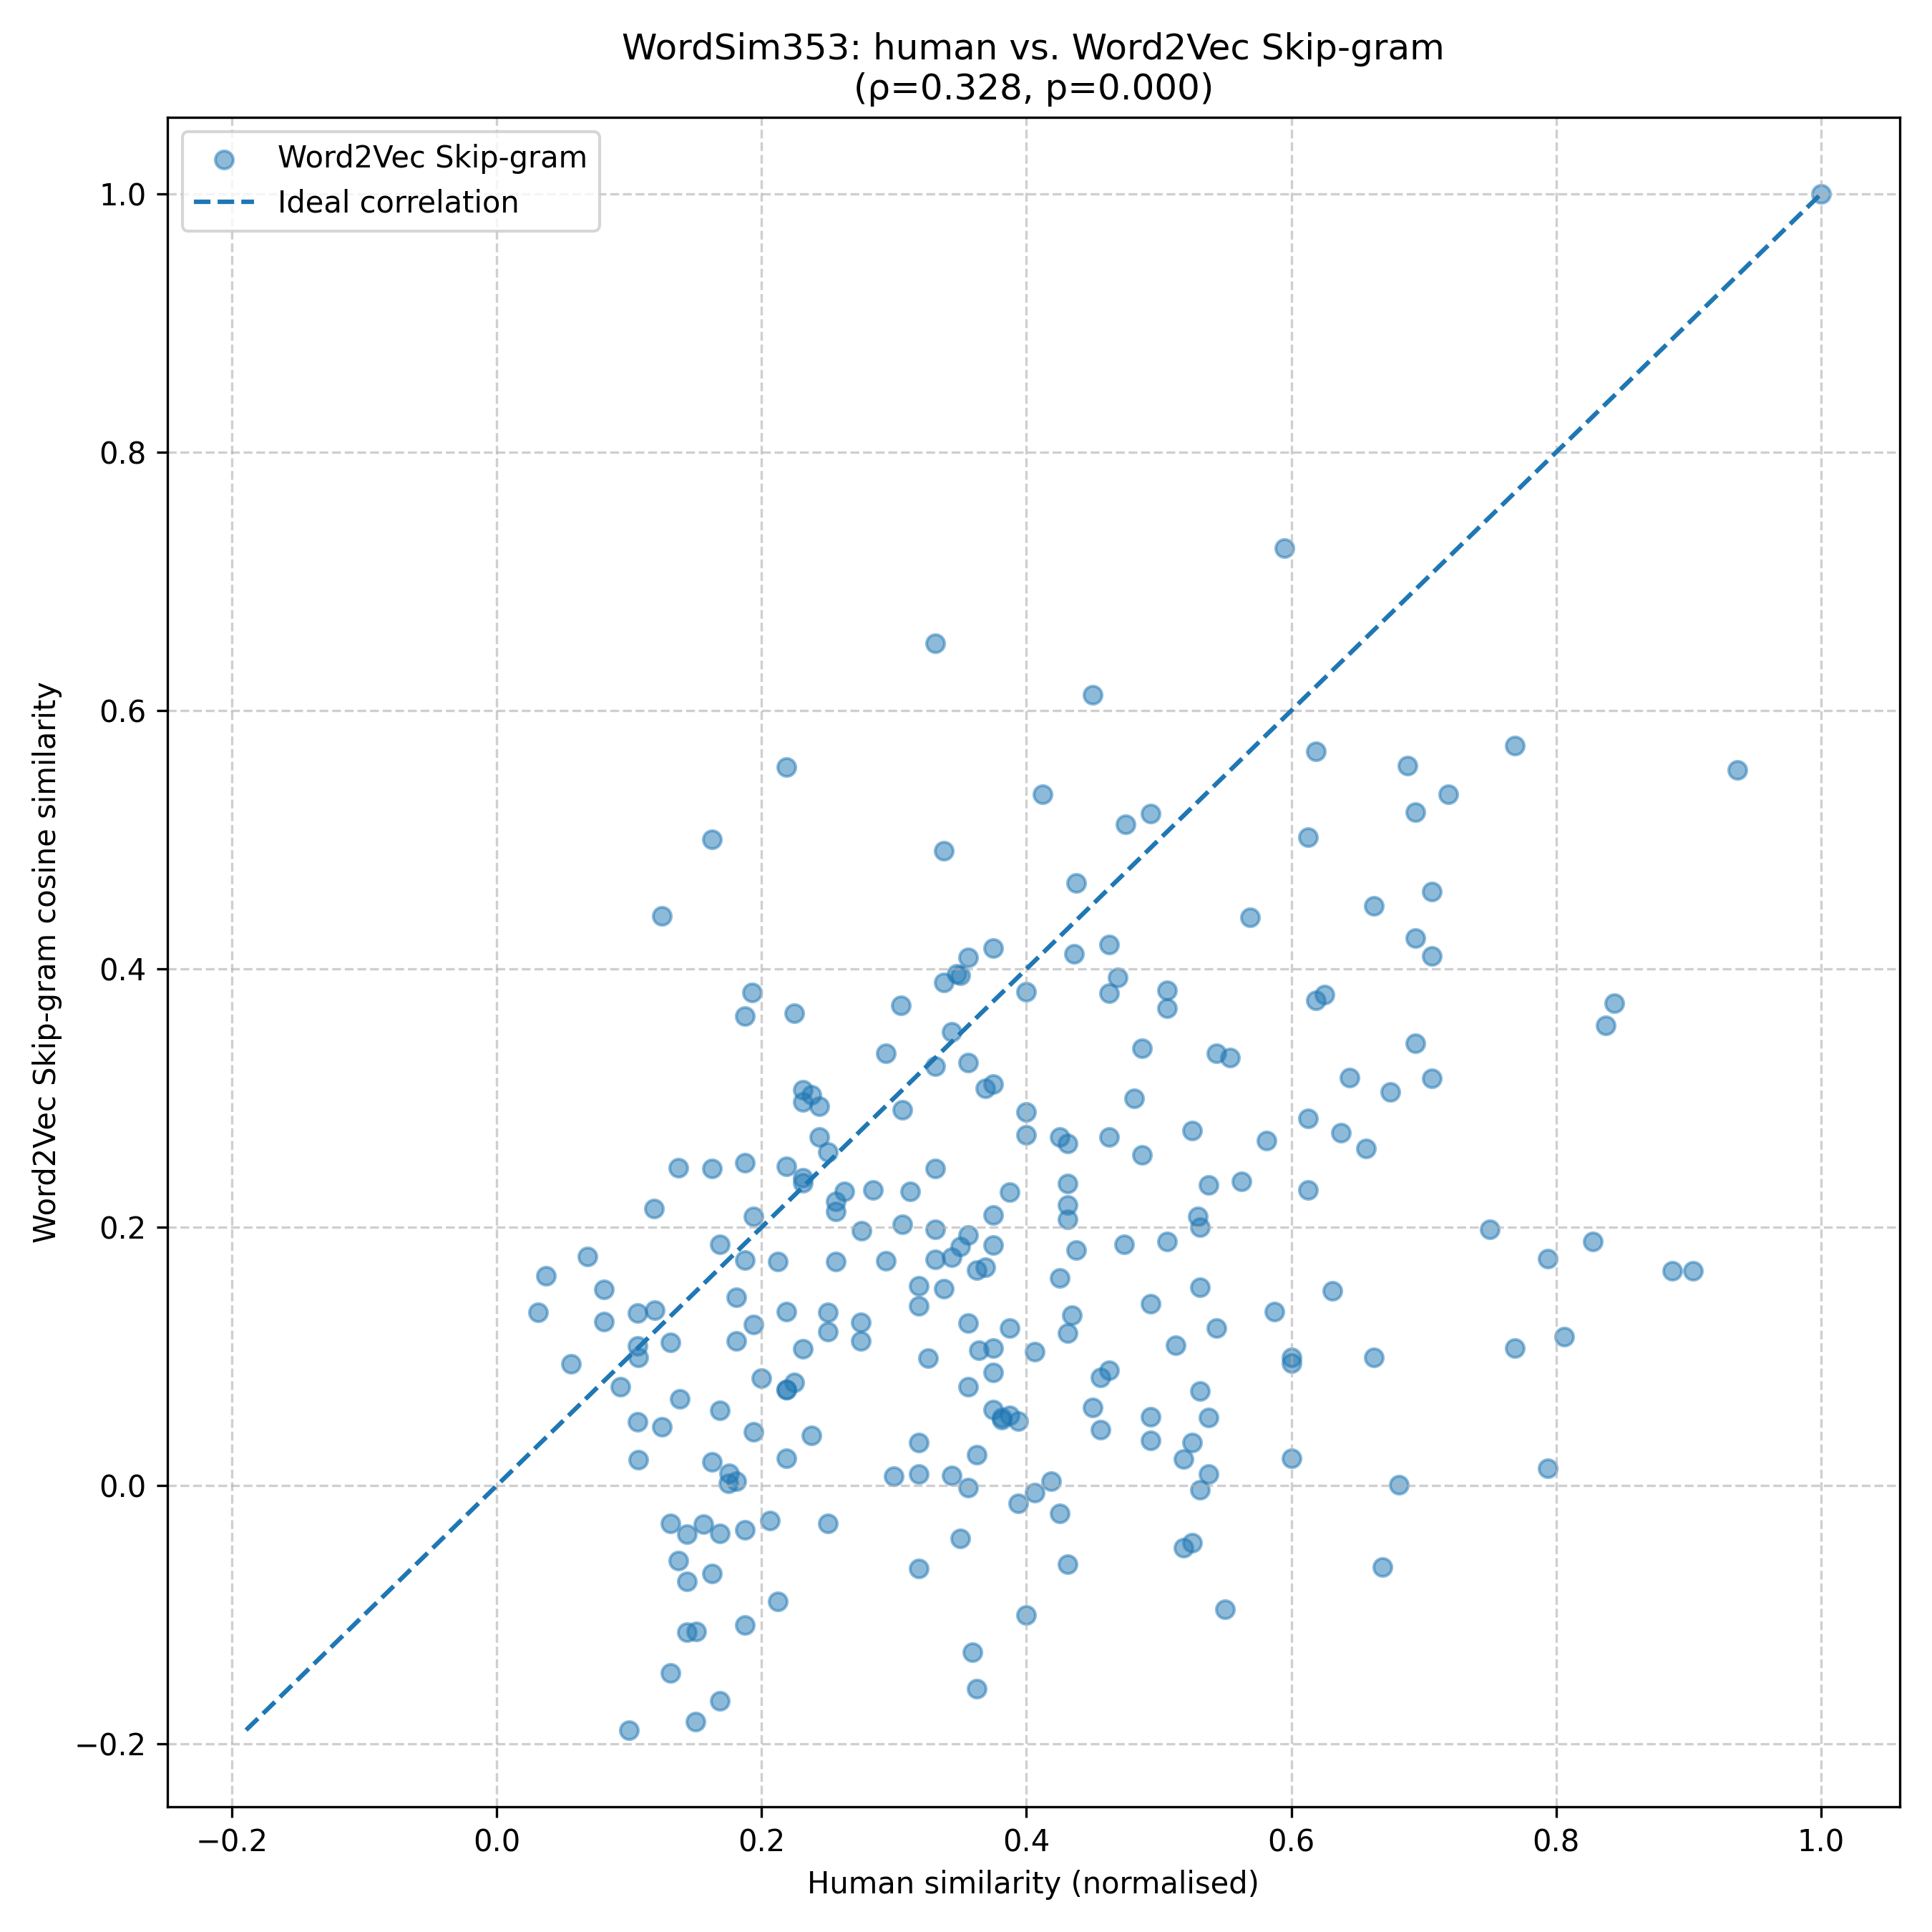 WordSim353: human vs. Word2Vec Skip-gram
(ρ=0.328, p=0.000)
Word2Vec Skip-gram
Ideal correlation
1.0
0.8
0.6
0.4
0.2
0.0
−0.2
Word2Vec Skip-gram cosine similarity
−0.2 0.0 0.2 0.4 0.6 0.8 1.0
Human similarity (normalised)